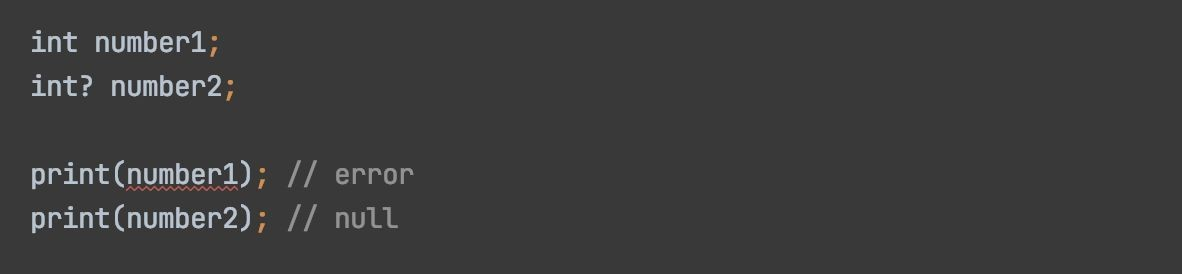 int number1;
int? number2;
print(number1); // error
print(number2); // null